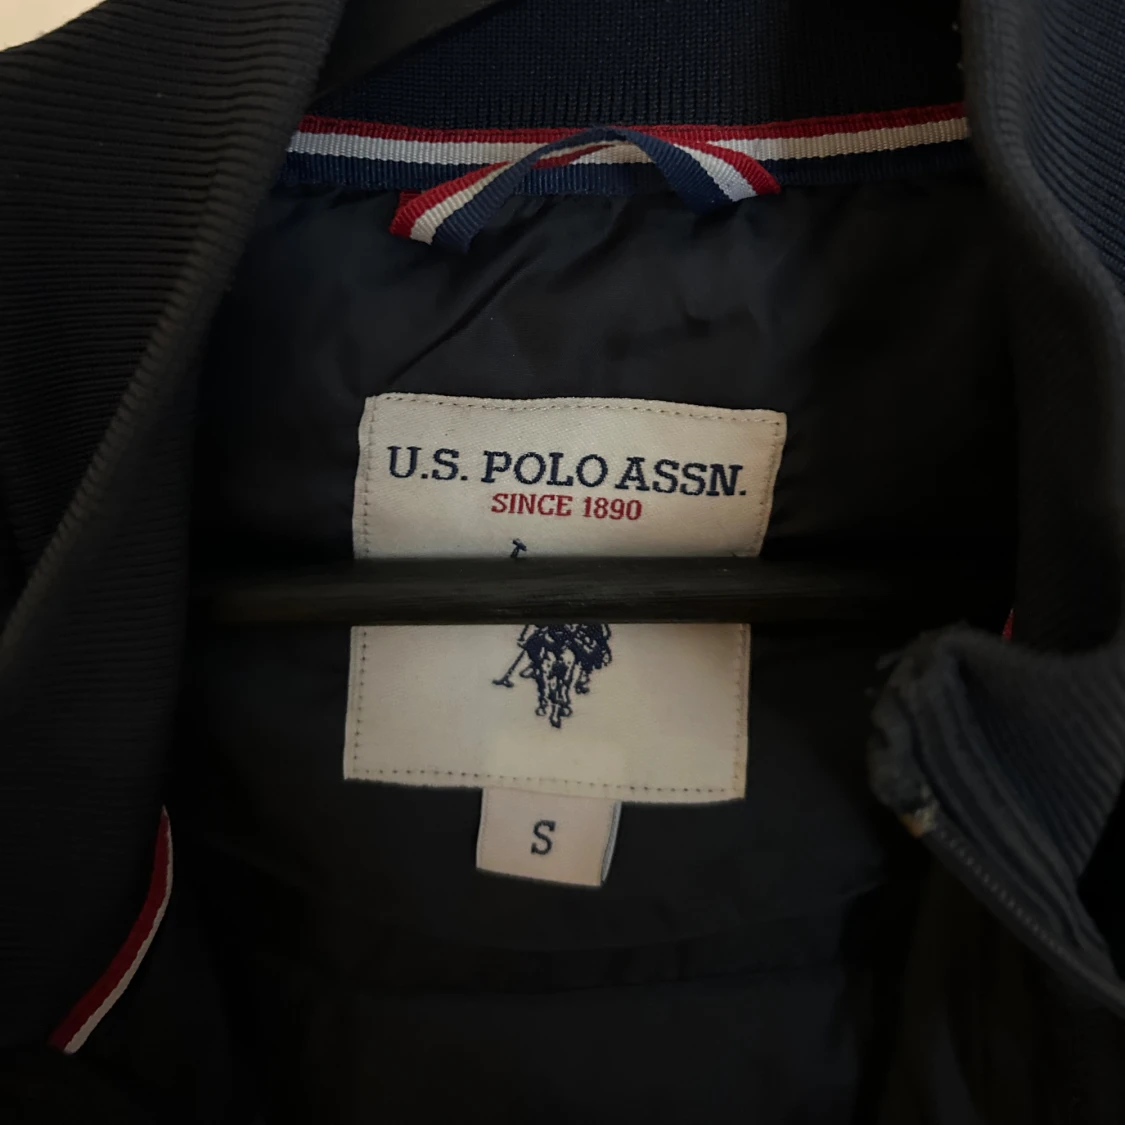 U.S. POLO ASSN.
SINCE 1890
S